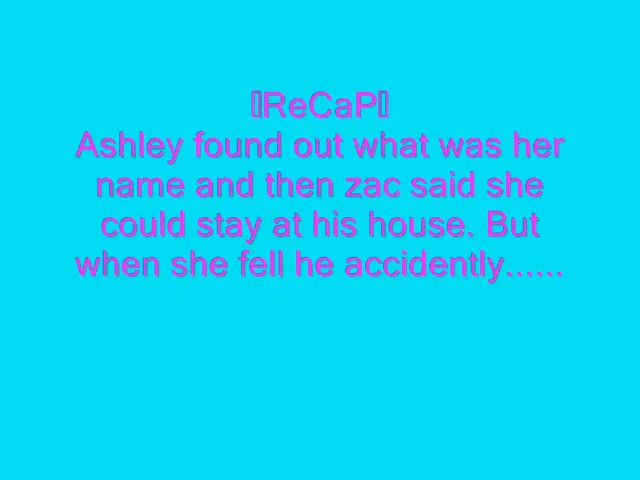 ReCaP
Ashley found out what was her
name and then zac said she
could stay at his house. But
when she fell he accidently......